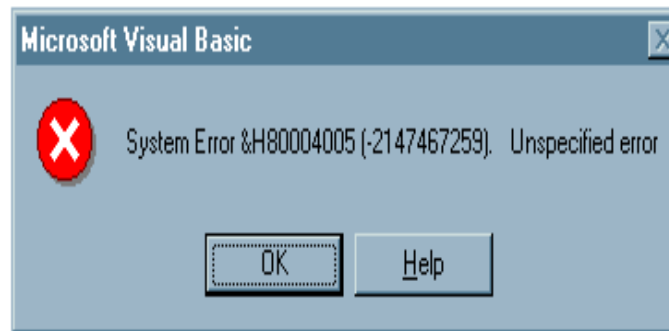 Microsoft Visual Basic
System Error &H80004005 (-2147467259).   Unspecified error
OK
Help